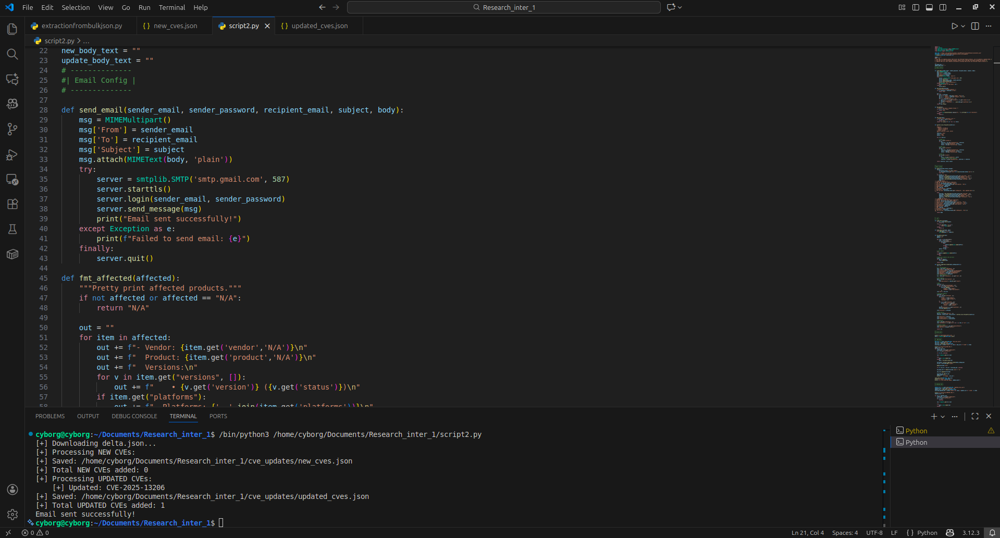 File Edit Selection View Go Run Terminal Help
Research_inter_1
extractionfrombulkjson.py
{ } new_cves.json
script2.py
{ } updated_cves.json
script2.py > ...
22 new_body_text = ""
23 update_body_text = ""
24 # --------------
25 #| Email Config |
26 # --------------
27
28 def send_email(sender_email, sender_password, recipient_email, subject, body):
29     msg = MIMEMultipart()
30     msg['From'] = sender_email
31     msg['To'] = recipient_email
32     msg['Subject'] = subject
33     msg.attach(MIMEText(body, 'plain'))
34     try:
35         server = smtplib.SMTP('smtp.gmail.com', 587)
36         server.starttls()
37         server.login(sender_email, sender_password)
38         server.send_message(msg)
39         print("Email sent successfully!")
40     except Exception as e:
41         print(f"Failed to send email: {e}")
42     finally:
43         server.quit()
44
45 def fmt_affected(affected):
46     """Pretty print affected products."""
47     if not affected or affected == "N/A":
48         return "N/A"
49
50     out = ""
51     for item in affected:
52         out += f"- Vendor: {item.get('vendor','N/A')}\n"
53         out += f"  Product: {item.get('product','N/A')}\n"
54         out += f"  Versions:\n"
55         for v in item.get("versions", []):
56             out += f"    • {v.get('version')} ({v.get('status')})\n"
57         if item.get("platforms"):
58             out += f"  Platforms: {', '.join(item.get('platforms'))}\n"
PROBLEMS OUTPUT DEBUG CONSOLE TERMINAL PORTS
cyborg@cyborg:~/Documents/Research_inter_1$ /bin/python3 /home/cyborg/Documents/Research_inter_1/script2.py
[+] Downloading delta.json...
[+] Processing NEW CVEs:
[+] Saved: /home/cyborg/Documents/Research_inter_1/cve_updates/new_cves.json
[+] Total NEW CVEs added: 0
[+] Processing UPDATED CVEs:
    [+] Updated: CVE-2025-13206
[+] Saved: /home/cyborg/Documents/Research_inter_1/cve_updates/updated_cves.json
[+] Total UPDATED CVEs added: 1
Email sent successfully!
cyborg@cyborg:~/Documents/Research_inter_1$
Python
Python
0 0
Ln 21, Col 4 Spaces: 4 UTF-8 LF { } Python 3.12.3